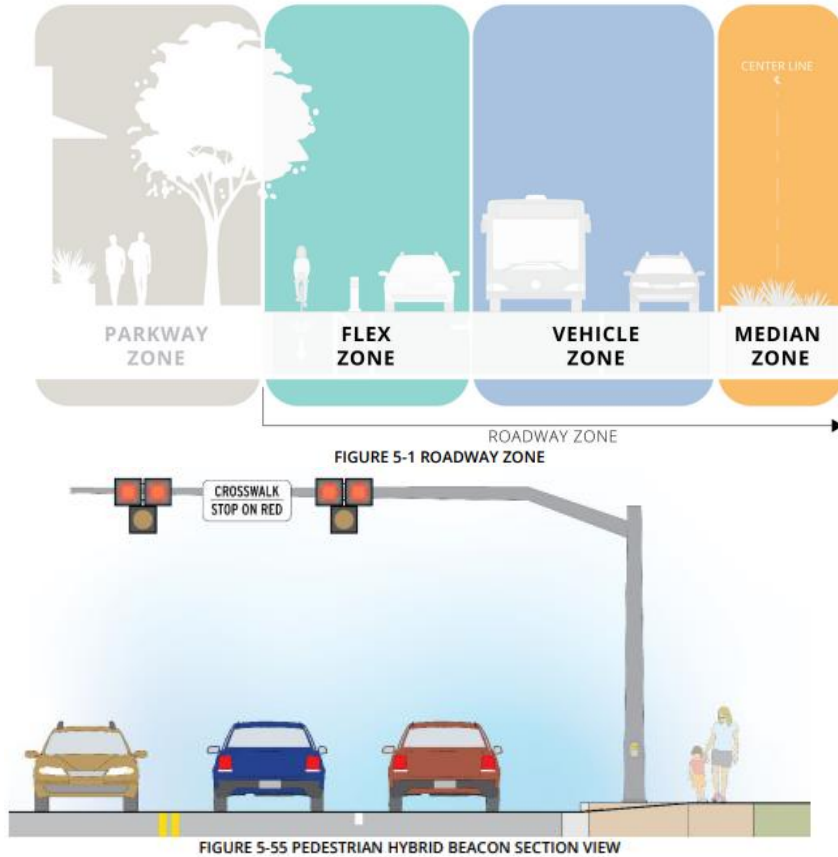 CENTER LINE
PARKWAY
ZONE
FLEX
ZONE
VEHICLE
ZONE
MEDIAN
ZONE
ROADWAY ZONE
FIGURE 5-1 ROADWAY ZONE
CROSSWALK
STOP ON RED
FIGURE 5-55 PEDESTRIAN HYBRID BEACON SECTION VIEW